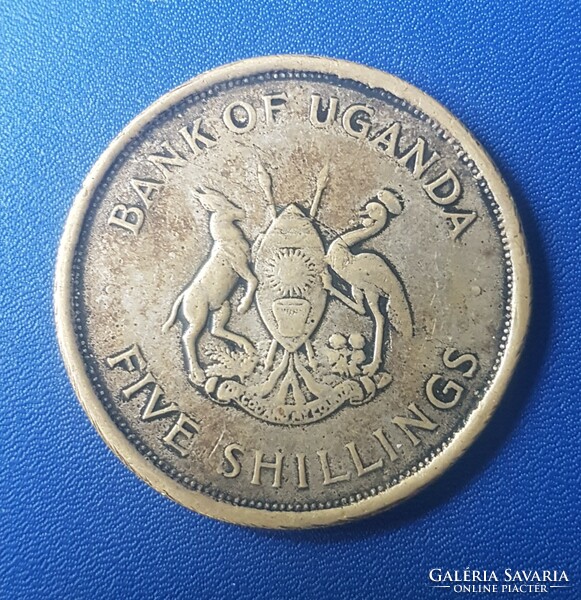 BANK OF UGANDA
FIVE SHILLINGS
GALÉRIA SAVARIA
ONLINE PIACTÉR